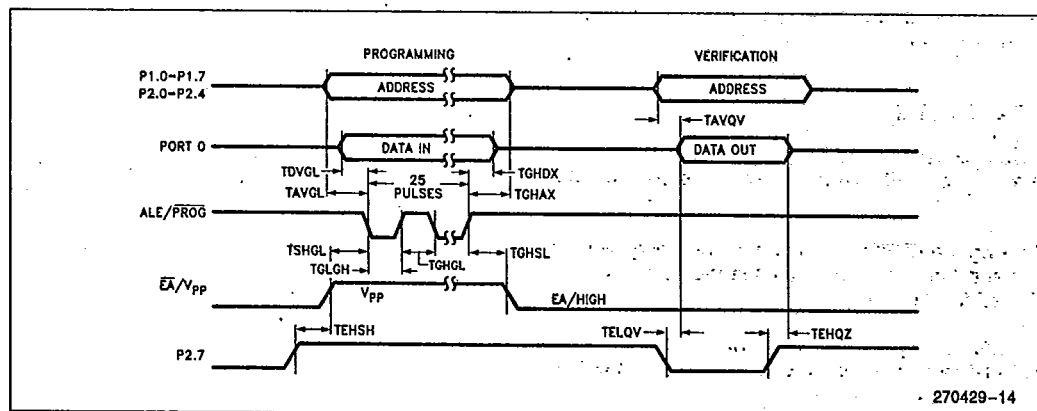 PROGRAMMING
VERIFICATION
P1.0–P1.7
P2.0–P2.4
ADDRESS
ADDRESS
TAVQV
PORT 0
DATA IN
DATA OUT
TDVGL
25
PULSES
TGHDX
TAVGL
TGHAX
ALE/PROG
TSHGL
TGHSL
TGLGH
TGHGL
EA/VPP
VPP
EA/HIGH
TEHSH
TELQV
TEHQZ
P2.7
270429–14